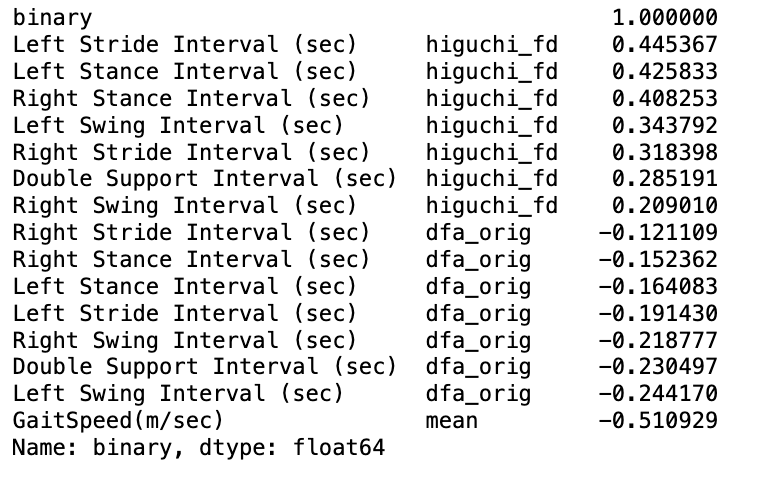 binary 1.000000
Left Stride Interval (sec) higuchi_fd 0.445367
Left Stance Interval (sec) higuchi_fd 0.425833
Right Stance Interval (sec) higuchi_fd 0.408253
Left Swing Interval (sec) higuchi_fd 0.343792
Right Stride Interval (sec) higuchi_fd 0.318398
Double Support Interval (sec) higuchi_fd 0.285191
Right Swing Interval (sec) higuchi_fd 0.209010
Right Stride Interval (sec) dfa_orig -0.121109
Right Stance Interval (sec) dfa_orig -0.152362
Left Stance Interval (sec) dfa_orig -0.164083
Left Stride Interval (sec) dfa_orig -0.191430
Right Swing Interval (sec) dfa_orig -0.218777
Double Support Interval (sec) dfa_orig -0.230497
Left Swing Interval (sec) dfa_orig -0.244170
GaitSpeed(m/sec) mean -0.510929
Name: binary, dtype: float64